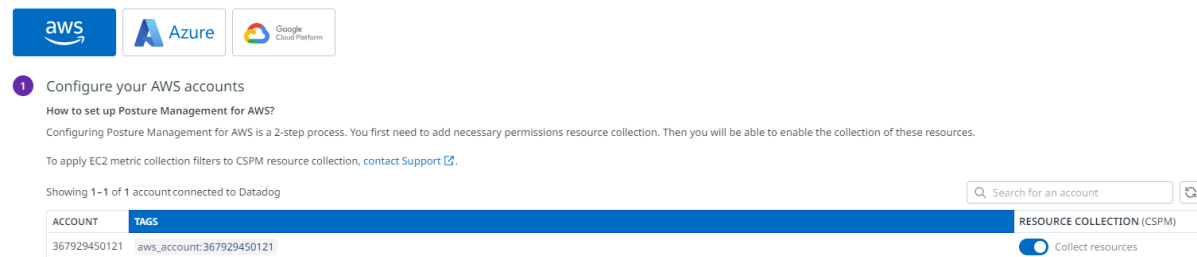 aws Azure Google Cloud Platform
1 Configure your AWS accounts
How to set up Posture Management for AWS?
Configuring Posture Management for AWS is a 2-step process. You first need to add necessary permissions resource collection. Then you will be able to enable the collection of these resources.
To apply EC2 metric collection filters to CSPM resource collection, contact Support.
Showing 1–1 of 1 account connected to Datadog Search for an account
ACCOUNT TAGS RESOURCE COLLECTION (CSPM)
367929450121 aws_account:367929450121 Collect resources